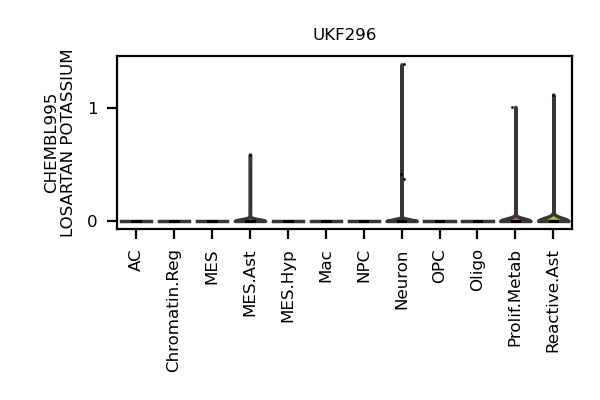 UKF296
CHEMBL995
LOSARTAN POTASSIUM
1
0
AC
Chromatin.Reg
MES
MES.Ast
MES.Hyp
Mac
NPC
Neuron
OPC
Oligo
Prolif.Metab
Reactive.Ast